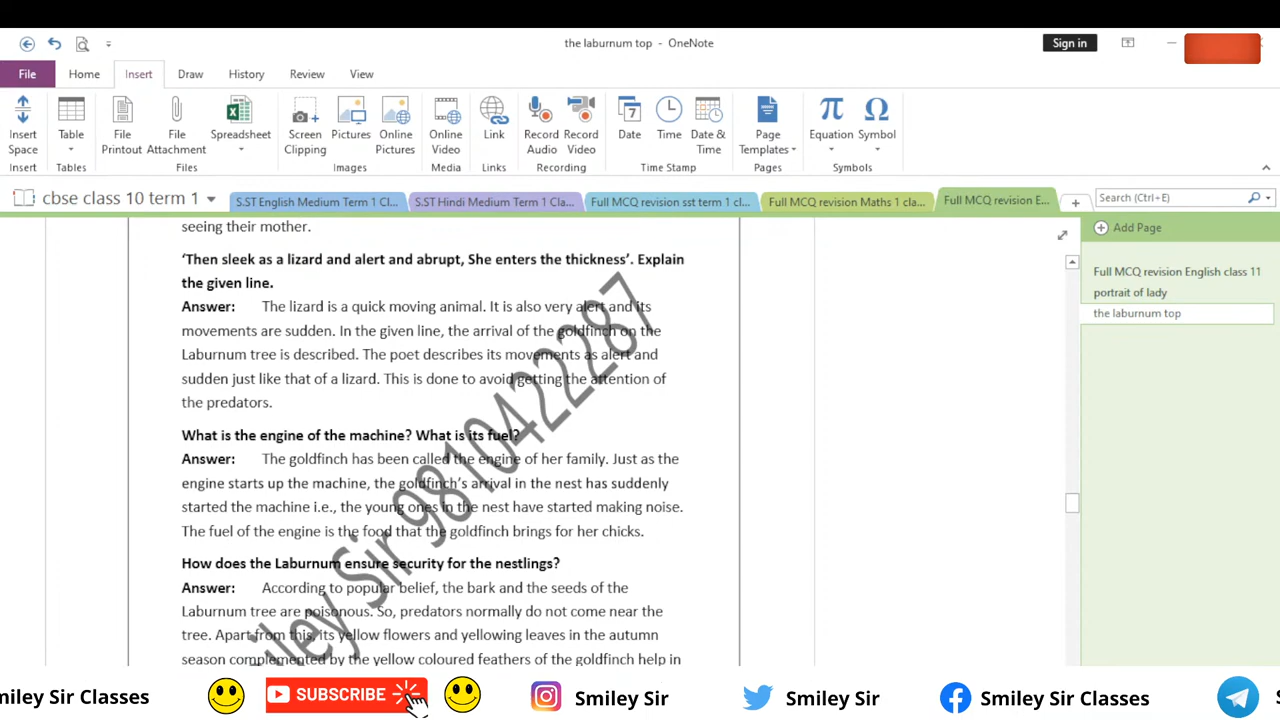 the laburnum top - OneNote
Sign in
File Home Insert Draw History Review View
Insert Space
Table
File Printout
File Attachment
Spreadsheet
Screen Clipping
Pictures
Online Pictures
Online Video
Link
Record Audio
Record Video
Date
Time
Date & Time
Page Templates
Equation
Symbol
Insert Tables Files Images Media Links Recording Time Stamp Pages Symbols
cbse class 10 term 1
S.ST English Medium Term 1 Cl...
S.ST Hindi Medium Term 1 Cla...
Full MCQ revision sst term 1 cl...
Full MCQ revision Maths 1 cla...
Full MCQ revision E...
Search (Ctrl+E)
Add Page
Full MCQ revision English class 11
portrait of lady
the laburnum top
seeing their mother.
‘Then sleek as a lizard and alert and abrupt, She enters the thickness’. Explain
the given line.
Answer: The lizard is a quick moving animal. It is also very alert and its
movements are sudden. In the given line, the arrival of the goldfinch on the
Laburnum tree is described. The poet describes its movements as alert and
sudden just like that of a lizard. This is done to avoid getting the attention of
the predators.
What is the engine of the machine? What is its fuel?
Answer: The goldfinch has been called the engine of her family. Just as the
engine starts up the machine, the goldfinch’s arrival in the nest has suddenly
started the machine i.e., the young ones in the nest have started making noise.
The fuel of the engine is the food that the goldfinch brings for her chicks.
How does the Laburnum ensure security for the nestlings?
Answer: According to popular belief, the bark and the seeds of the
Laburnum tree are poisonous. So, predators normally do not come near the
tree. Apart from this, its yellow flowers and yellowing leaves in the autumn
season complemented by the yellow coloured feathers of the goldfinch help in
iley Sir 9810422287
miley Sir Classes
SUBSCRIBE
Smiley Sir
Smiley Sir
Smiley Sir Classes